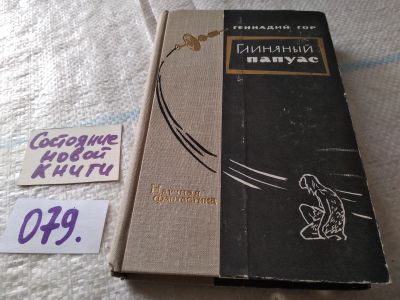 ГЕННАДИЙ ГОР
ГЛИНЯНЫЙ
ПАПУАС
Научная
фантастика
Состояние
новой
книги
079.